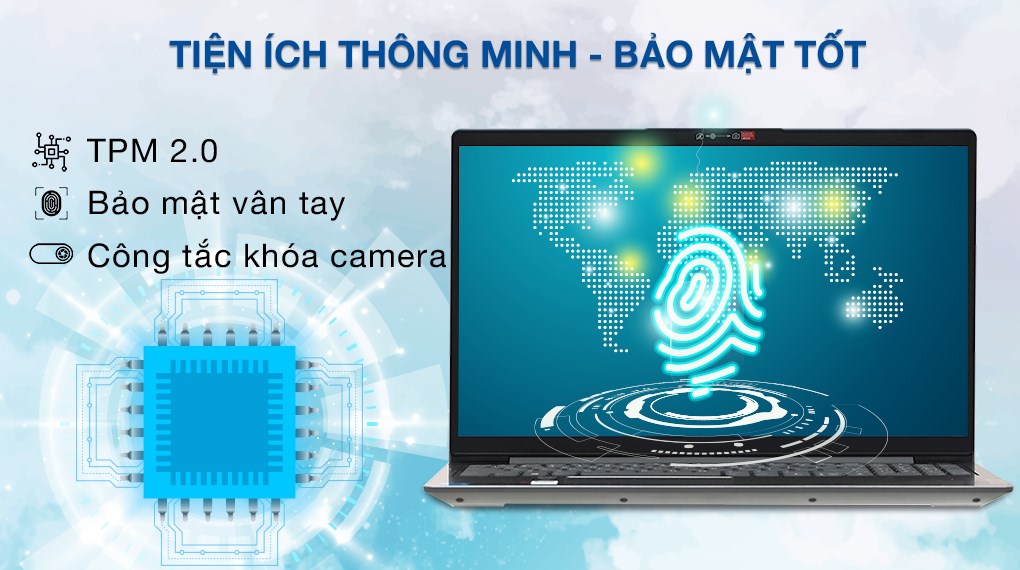 TIỆN ÍCH THÔNG MINH - BẢO MẬT TỐT
TPM 2.0
Bảo mật vân tay
Công tắc khóa camera